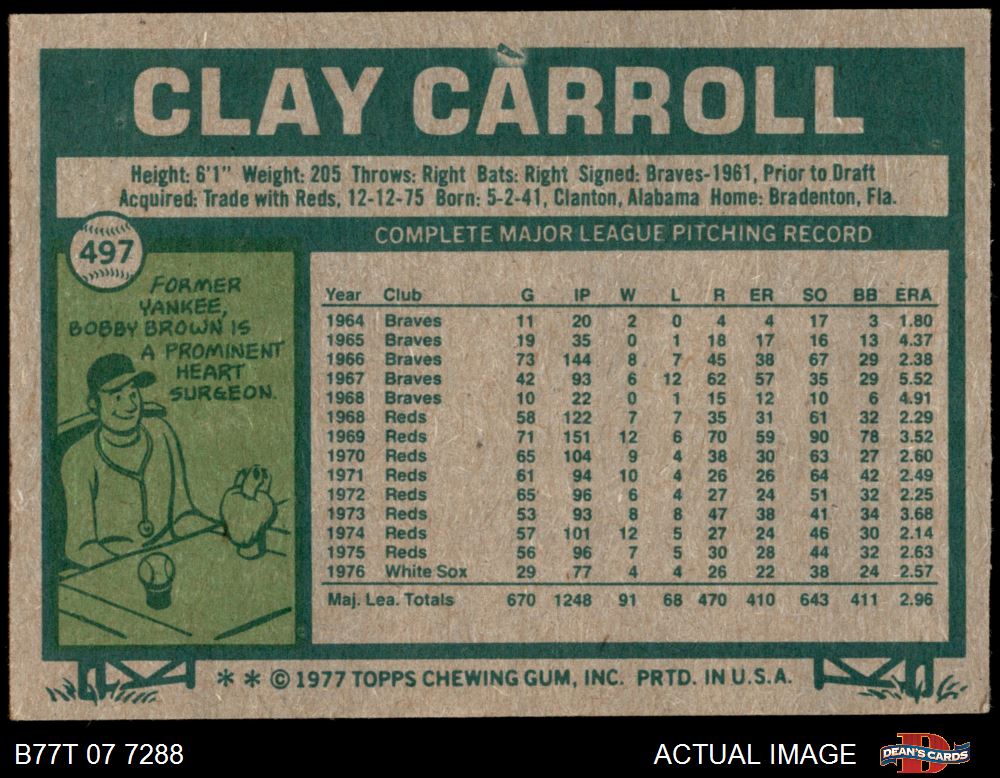 CLAY CARROLL
Height: 6'1" Weight: 205 Throws: Right Bats: Right Signed: Braves-1961, Prior to Draft
Acquired: Trade with Reds, 12-12-75 Born: 5-2-41, Clanton, Alabama Home: Bradenton, Fla.
497
COMPLETE MAJOR LEAGUE PITCHING RECORD
FORMER
YANKEE,
BOBBY BROWN IS
A PROMINENT
HEART
SURGEON.
Year Club G IP W L R ER SO BB ERA
1964 Braves 11 20 2 0 4 4 17 3 1.80
1965 Braves 19 35 0 1 18 17 16 13 4.37
1966 Braves 73 144 8 7 45 38 67 29 2.38
1967 Braves 42 93 6 12 62 57 35 29 5.52
1968 Braves 10 22 0 1 15 12 10 6 4.91
1968 Reds 58 122 7 7 35 31 61 32 2.29
1969 Reds 71 151 12 6 70 59 90 78 3.52
1970 Reds 65 104 9 4 38 30 63 27 2.60
1971 Reds 61 94 10 4 26 26 64 42 2.49
1972 Reds 65 96 6 4 27 24 51 32 2.25
1973 Reds 53 93 8 8 47 38 41 34 3.68
1974 Reds 57 101 12 5 27 24 46 30 2.14
1975 Reds 56 96 7 5 30 28 44 32 2.63
1976 White Sox 29 77 4 4 26 22 38 24 2.57
Maj. Lea. Totals 670 1248 91 68 470 410 643 411 2.96
* * © 1977 TOPPS CHEWING GUM, INC. PRTD. IN U.S.A.
B77T 07 7288
ACTUAL IMAGE
D
DEAN'S CARDS